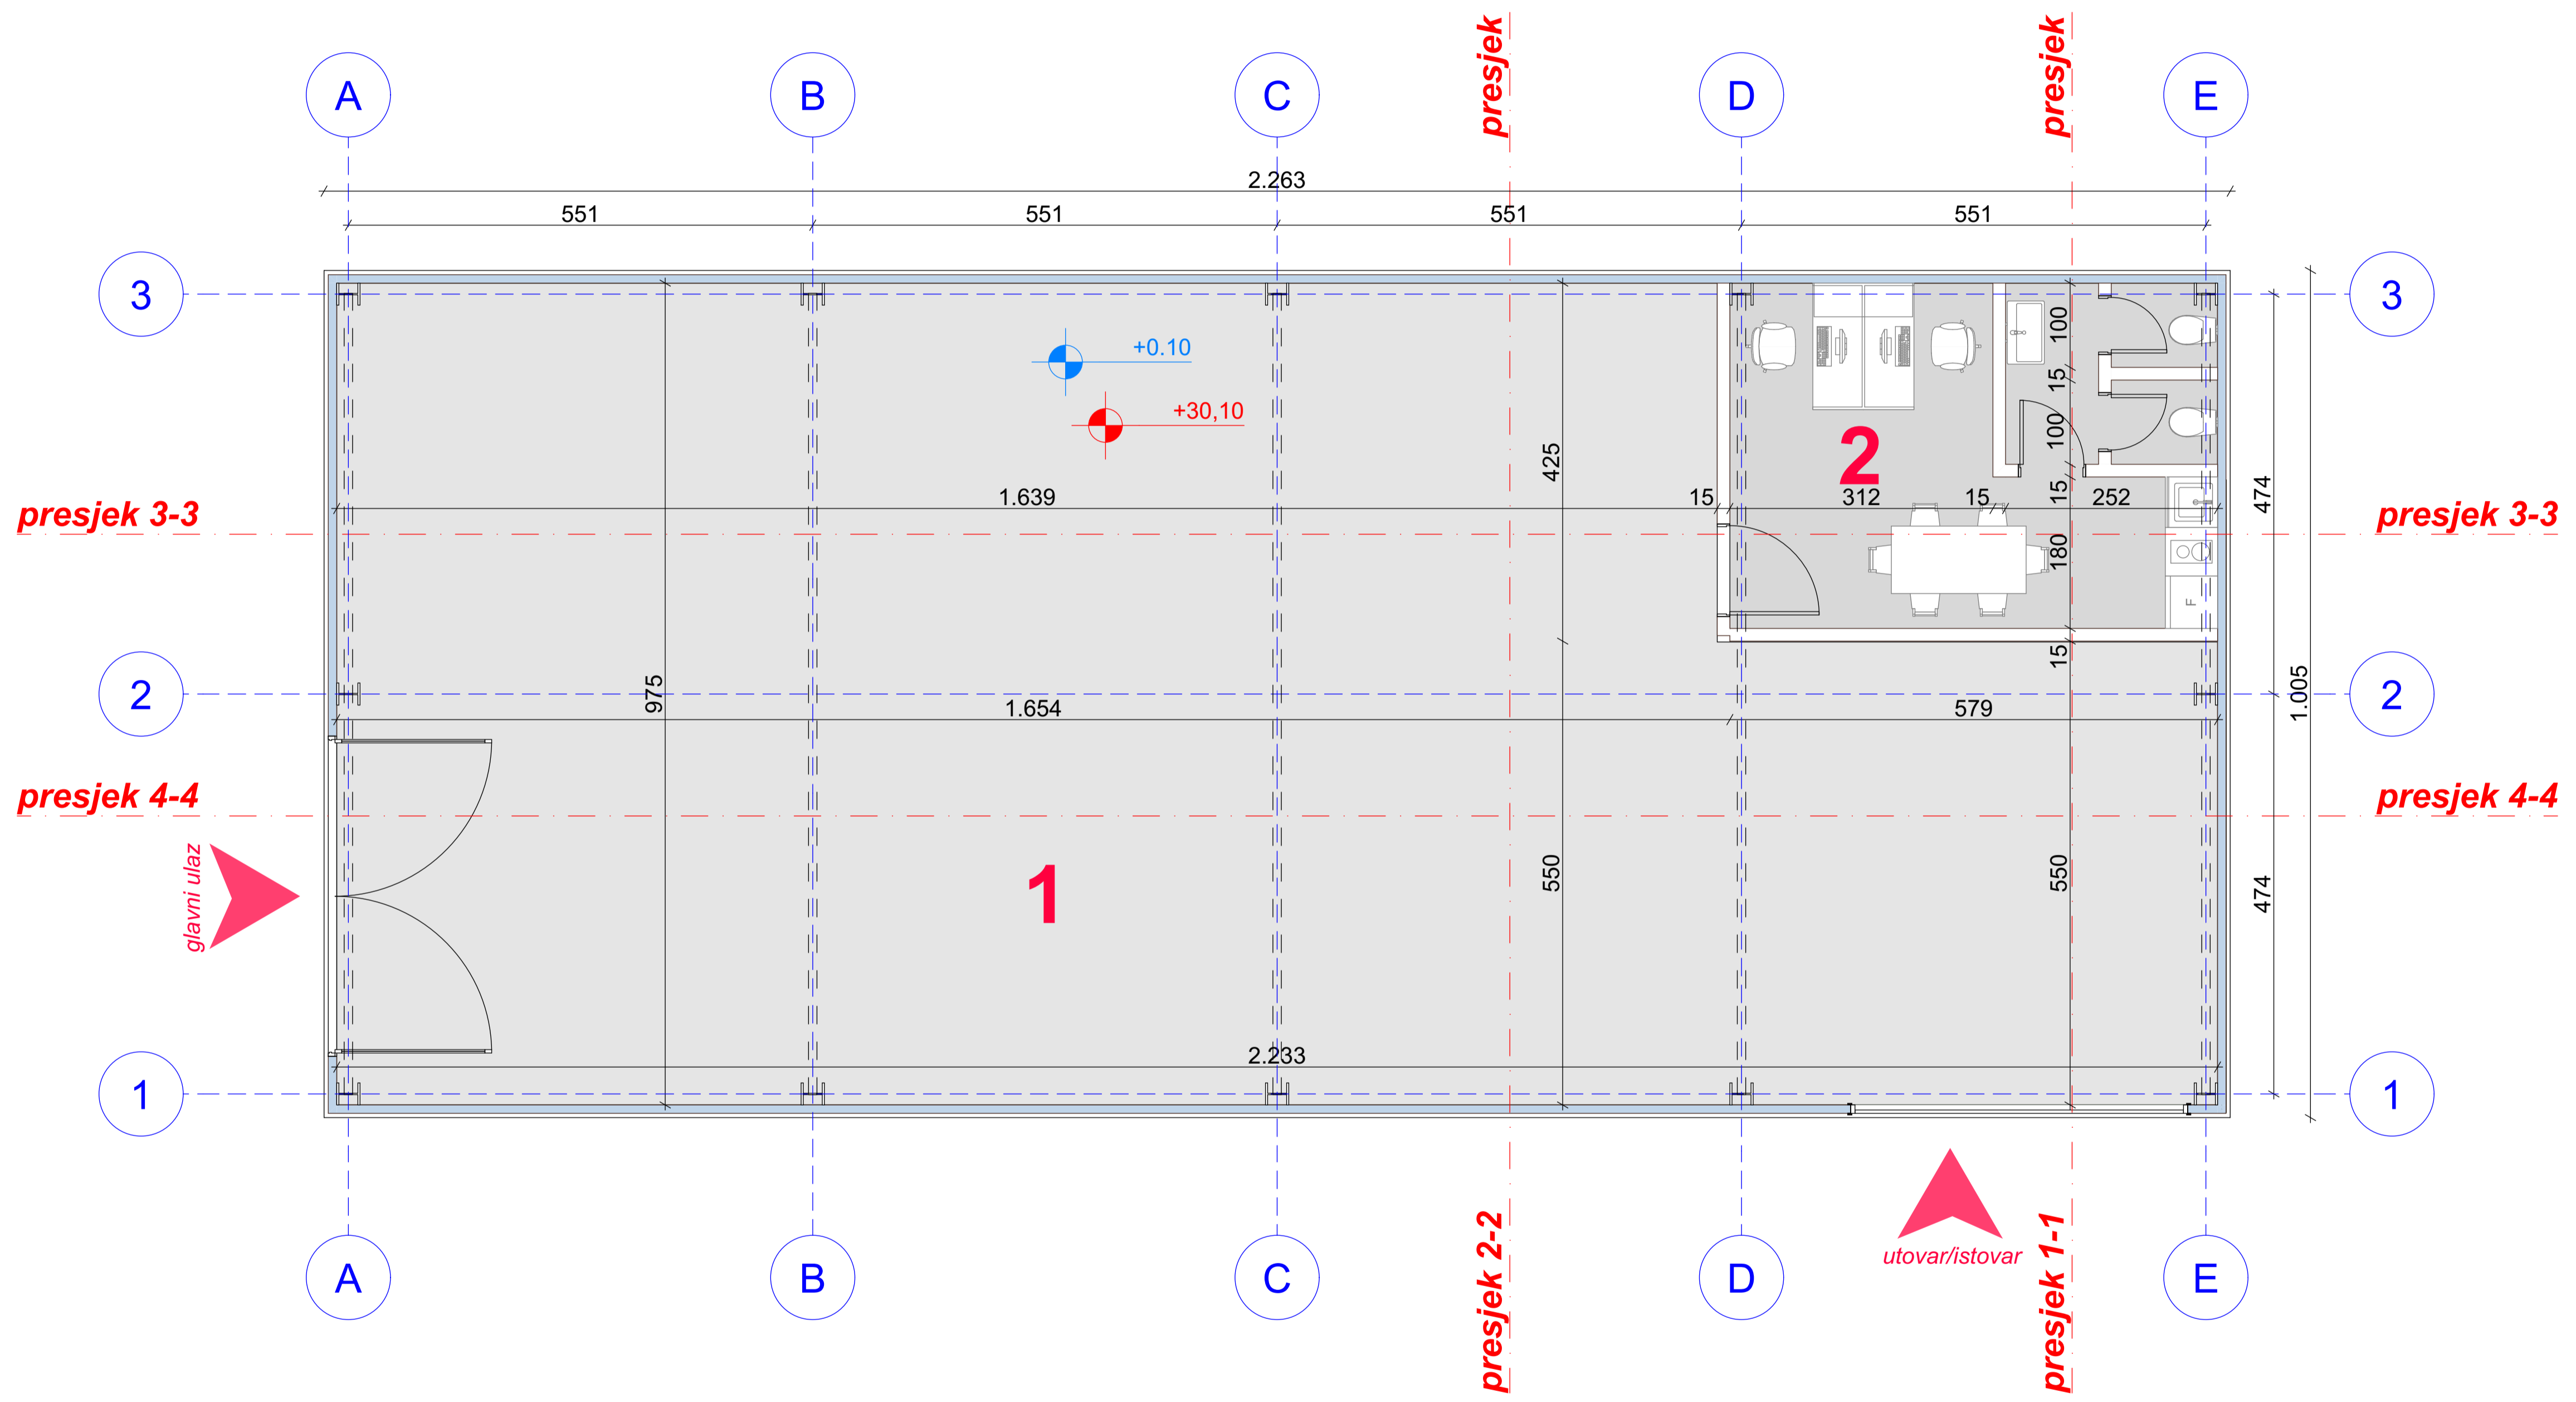 presjek
presjek
A
B
C
D
E
2.263
551
551
551
551
3
3
+0.10
+30,10
100
15
100
15
180
15
425
474
2
1.639
15
312
15
252
presjek 3-3
presjek 3-3
F
2
2
975
1.005
1.654
579
presjek 4-4
presjek 4-4
glavni ulaz
1
550
550
474
2.233
1
1
utovar/istovar
presjek 2-2
presjek 1-1
A
B
C
D
E